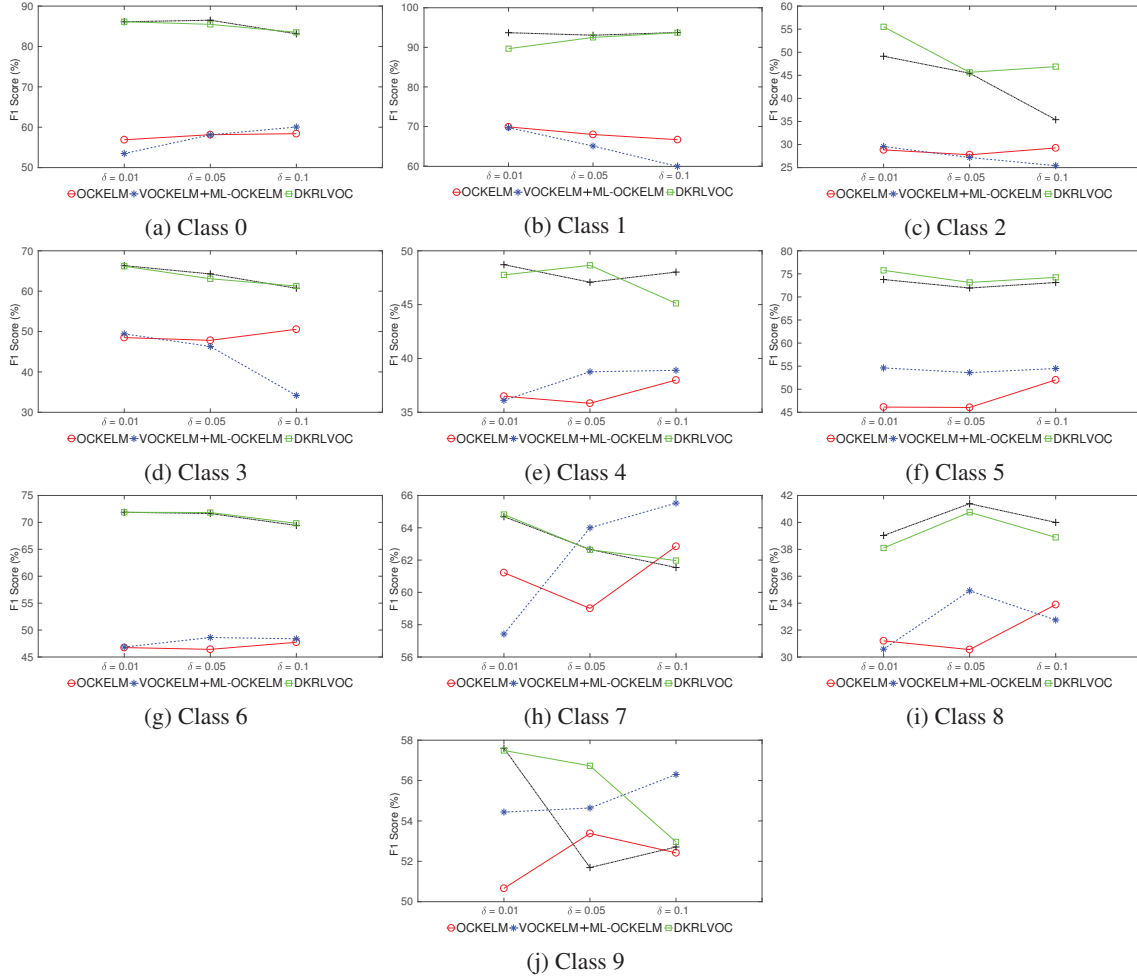 90
80
70
60
50
F1 Score (%)
δ = 0.01 δ = 0.05 δ = 0.1
OCKELM VOCKELM ML-OCKELM DKRLVOC
(a) Class 0
100
90
80
70
60
F1 Score (%)
δ = 0.01 δ = 0.05 δ = 0.1
OCKELM VOCKELM ML-OCKELM DKRLVOC
(b) Class 1
60
55
50
45
40
35
30
25
F1 Score (%)
δ = 0.01 δ = 0.05 δ = 0.1
OCKELM VOCKELM ML-OCKELM DKRLVOC
(c) Class 2
70
60
50
40
30
F1 Score (%)
δ = 0.01 δ = 0.05 δ = 0.1
OCKELM VOCKELM ML-OCKELM DKRLVOC
(d) Class 3
50
45
40
35
F1 Score (%)
δ = 0.01 δ = 0.05 δ = 0.1
OCKELM VOCKELM ML-OCKELM DKRLVOC
(e) Class 4
80
75
70
65
60
55
50
45
F1 Score (%)
δ = 0.01 δ = 0.05 δ = 0.1
OCKELM VOCKELM ML-OCKELM DKRLVOC
(f) Class 5
75
70
65
60
55
50
45
F1 Score (%)
δ = 0.01 δ = 0.05 δ = 0.1
OCKELM VOCKELM ML-OCKELM DKRLVOC
(g) Class 6
66
64
62
60
58
56
F1 Score (%)
δ = 0.01 δ = 0.05 δ = 0.1
OCKELM VOCKELM ML-OCKELM DKRLVOC
(h) Class 7
42
40
38
36
34
32
30
F1 Score (%)
δ = 0.01 δ = 0.05 δ = 0.1
OCKELM VOCKELM ML-OCKELM DKRLVOC
(i) Class 8
58
56
54
52
50
F1 Score (%)
δ = 0.01 δ = 0.05 δ = 0.1
OCKELM VOCKELM ML-OCKELM DKRLVOC
(j) Class 9